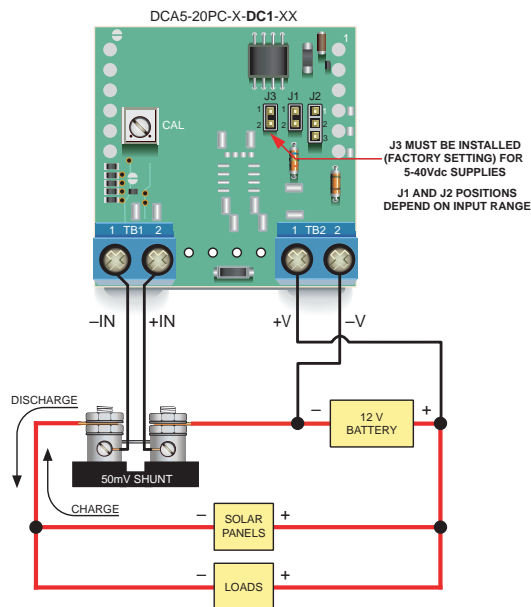 DCA5-20PC-X-DC1-XX
1
J3 J1 J2
1 1 1
2 2 2
3
CAL
J3 MUST BE INSTALLED
(FACTORY SETTING) FOR
5-40Vdc SUPPLIES
J1 AND J2 POSITIONS
DEPEND ON INPUT RANGE
1 TB1 2
1 TB2 2
–IN +IN
+V –V
DISCHARGE
– 12 V +
BATTERY
50mV SHUNT
CHARGE
– SOLAR +
PANELS
– LOADS +